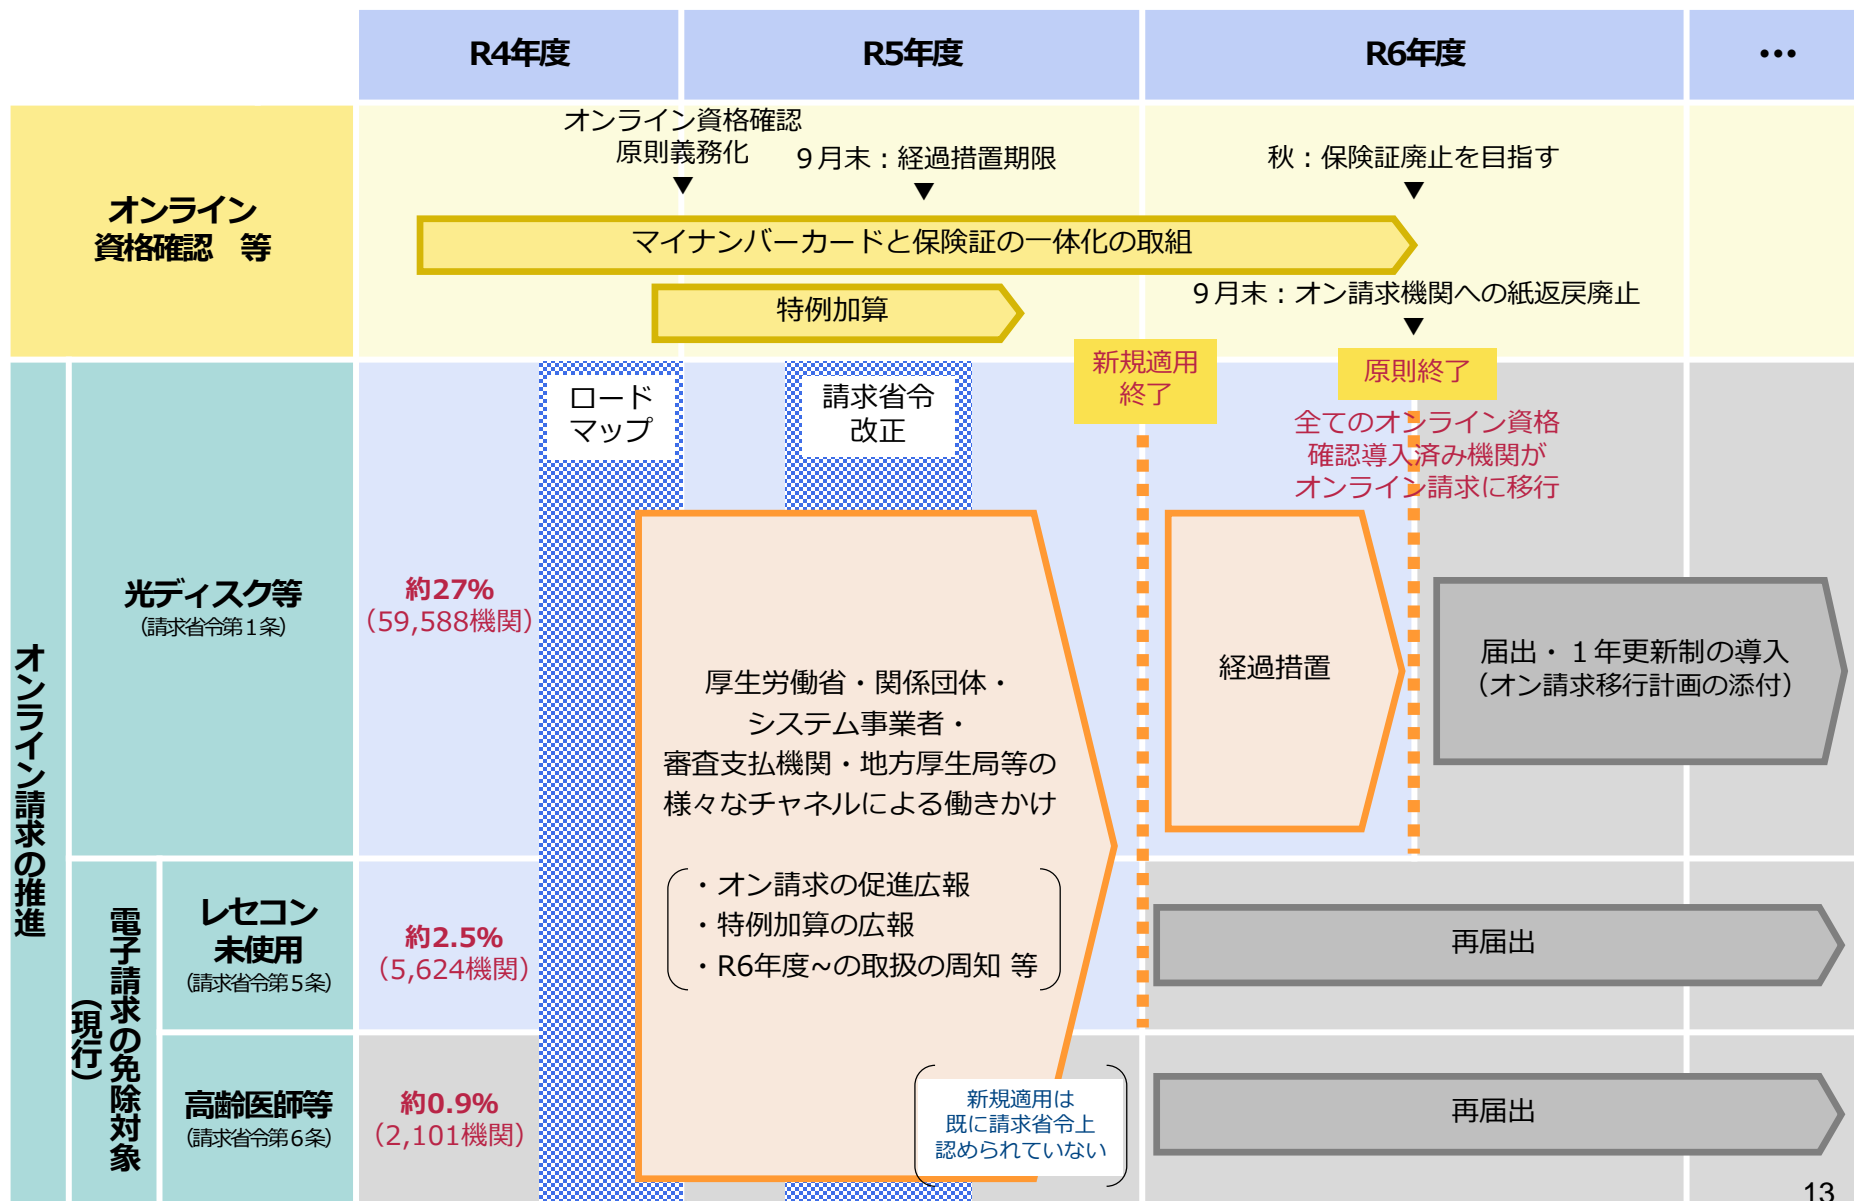 R4年度
R5年度
R6年度
…
オンライン
資格確認　等
オンライン資格確認
原則義務化
９月末：経過措置期限
秋：保険証廃止を目指す
マイナンバーカードと保険証の一体化の取組
特例加算
９月末：オン請求機関への紙返戻廃止
オンライン請求の推進
ロード
マップ
請求省令
改正
新規適用
終了
原則終了
全てのオンライン資格
確認導入済み機関が
オンライン請求に移行
光ディスク等
（請求省令第１条）
約27%
（59,588機関）
厚生労働省・関係団体・
システム事業者・
審査支払機関・地方厚生局等の
様々なチャネルによる働きかけ
・オン請求の促進広報
・特例加算の広報
・R6年度~の取扱の周知 等
経過措置
届出・１年更新制の導入
（オン請求移行計画の添付）
電子請求の免除対象
（現行）
レセコン
未使用
（請求省令第５条）
約2.5%
（5,624機関）
再届出
高齢医師等
（請求省令第６条）
約0.9%
（2,101機関）
新規適用は
既に請求省令上
認められていない
再届出
13